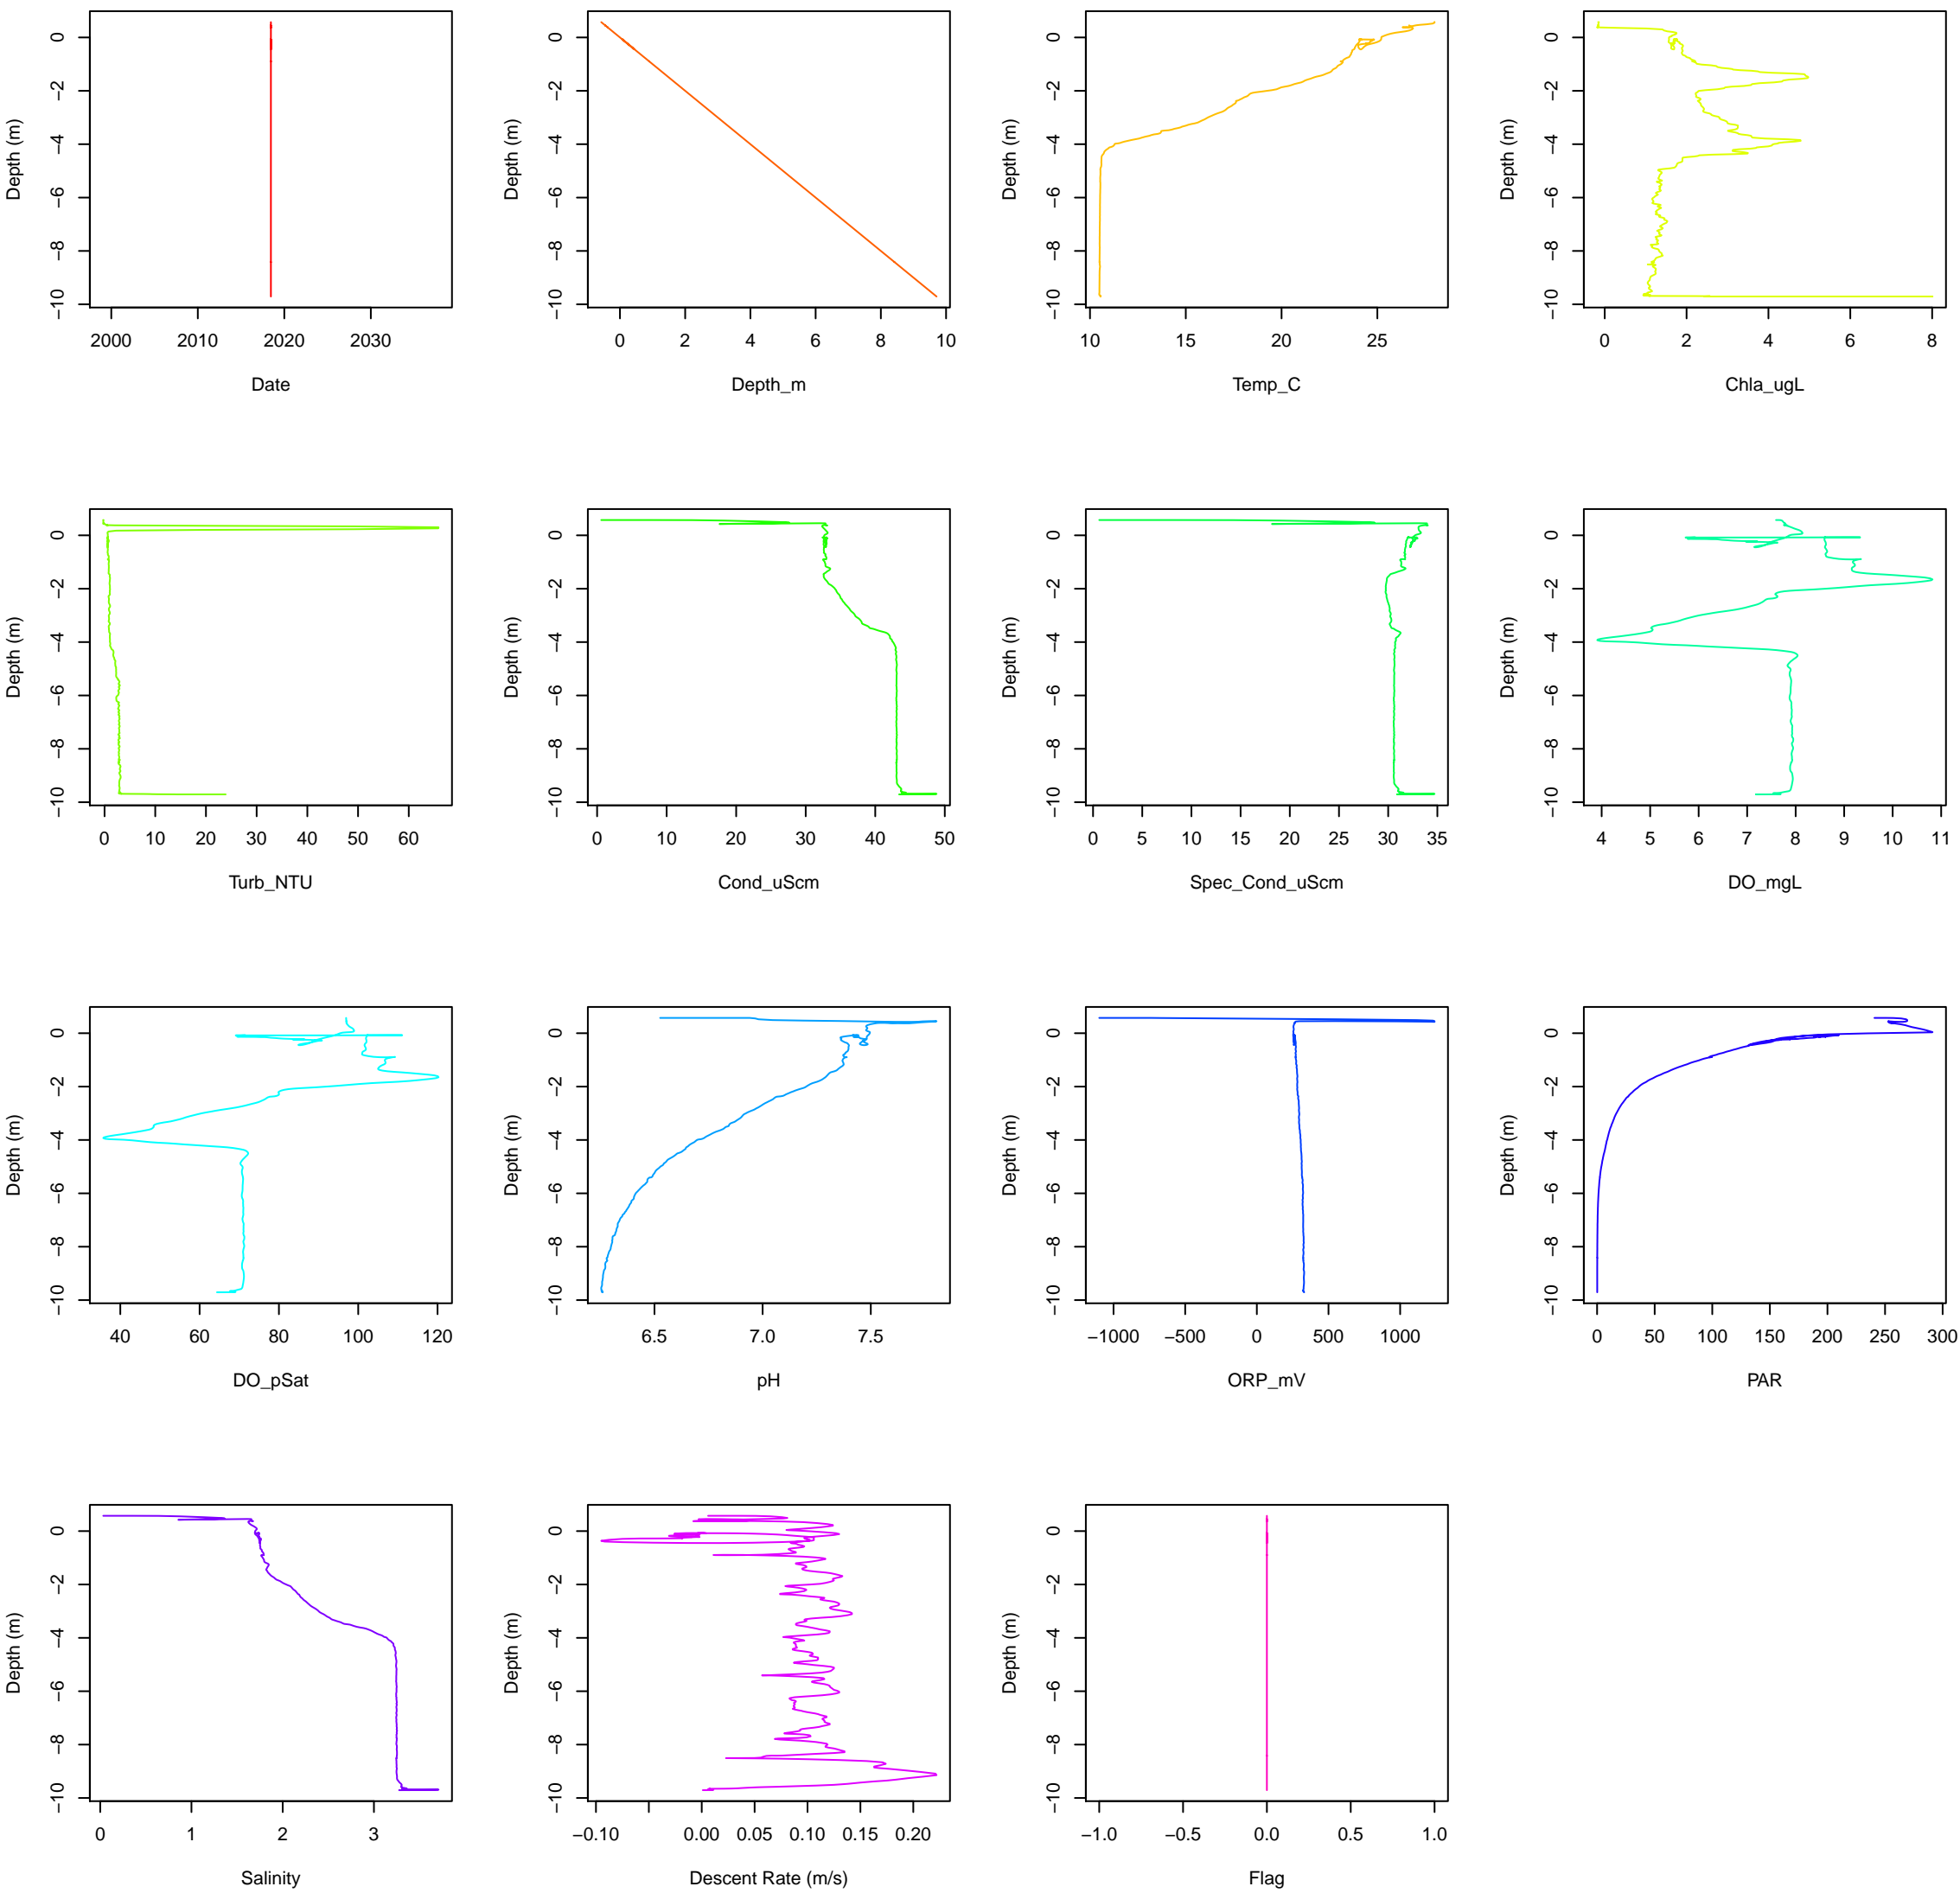 Depth (m)
0
−2
−4
−6
−8
−10
2000 2010 2020 2030
Date
Depth (m)
0
−2
−4
−6
−8
−10
0 2 4 6 8 10
Depth_m
Depth (m)
0
−2
−4
−6
−8
−10
10 15 20 25
Temp_C
Depth (m)
0
−2
−4
−6
−8
−10
0 2 4 6 8
Chla_ugL
Depth (m)
0
−2
−4
−6
−8
−10
0 10 20 30 40 50 60
Turb_NTU
Depth (m)
0
−2
−4
−6
−8
−10
0 10 20 30 40 50
Cond_uScm
Depth (m)
0
−2
−4
−6
−8
−10
0 5 10 15 20 25 30 35
Spec_Cond_uScm
Depth (m)
0
−2
−4
−6
−8
−10
4 5 6 7 8 9 10 11
DO_mgL
Depth (m)
0
−2
−4
−6
−8
−10
40 60 80 100 120
DO_pSat
Depth (m)
0
−2
−4
−6
−8
−10
6.5 7.0 7.5
pH
Depth (m)
0
−2
−4
−6
−8
−10
−1000 −500 0 500 1000
ORP_mV
Depth (m)
0
−2
−4
−6
−8
−10
0 50 100 150 200 250 300
PAR
Depth (m)
0
−2
−4
−6
−8
−10
0 1 2 3
Salinity
Depth (m)
0
−2
−4
−6
−8
−10
−0.10 0.00 0.05 0.10 0.15 0.20
Descent Rate (m/s)
Depth (m)
0
−2
−4
−6
−8
−10
−1.0 −0.5 0.0 0.5 1.0
Flag